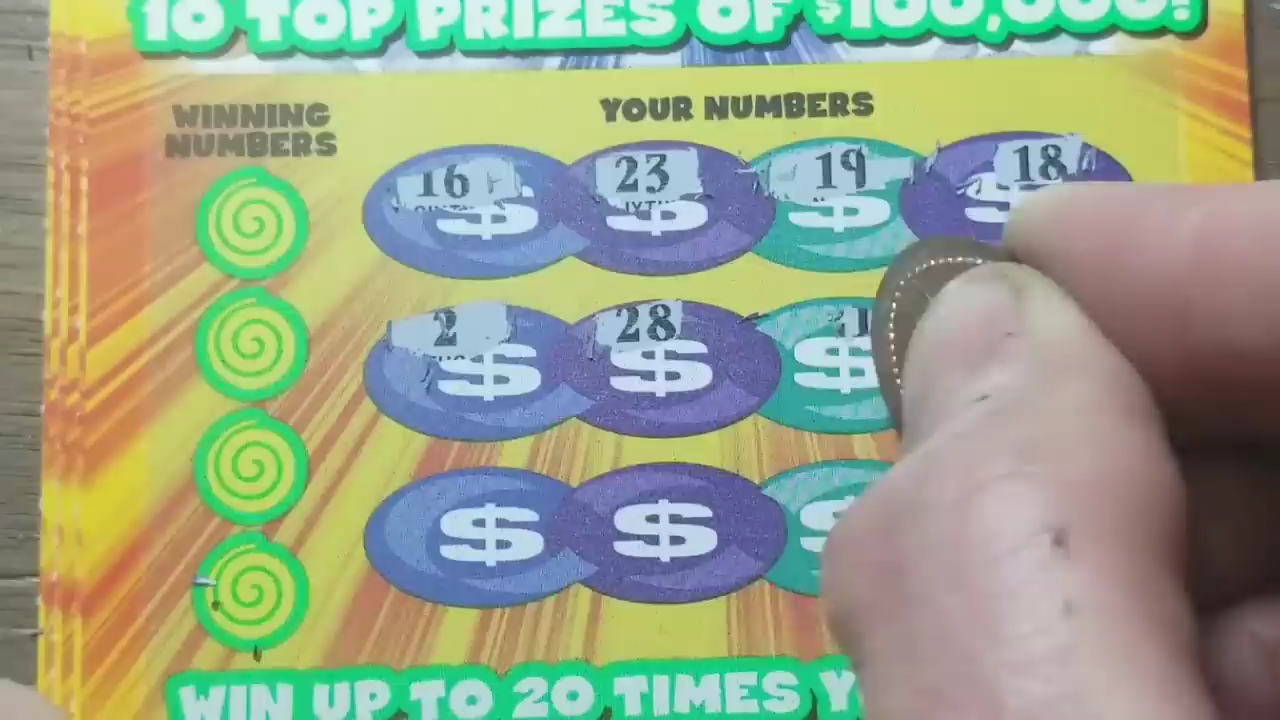 10 TOP PRIZES OF $100,000!
WINNING
NUMBERS
YOUR NUMBERS
16 23 19 18
$ $ $ $
2 28 1
$ $ $
$ $ $
WIN UP TO 20 TIMES